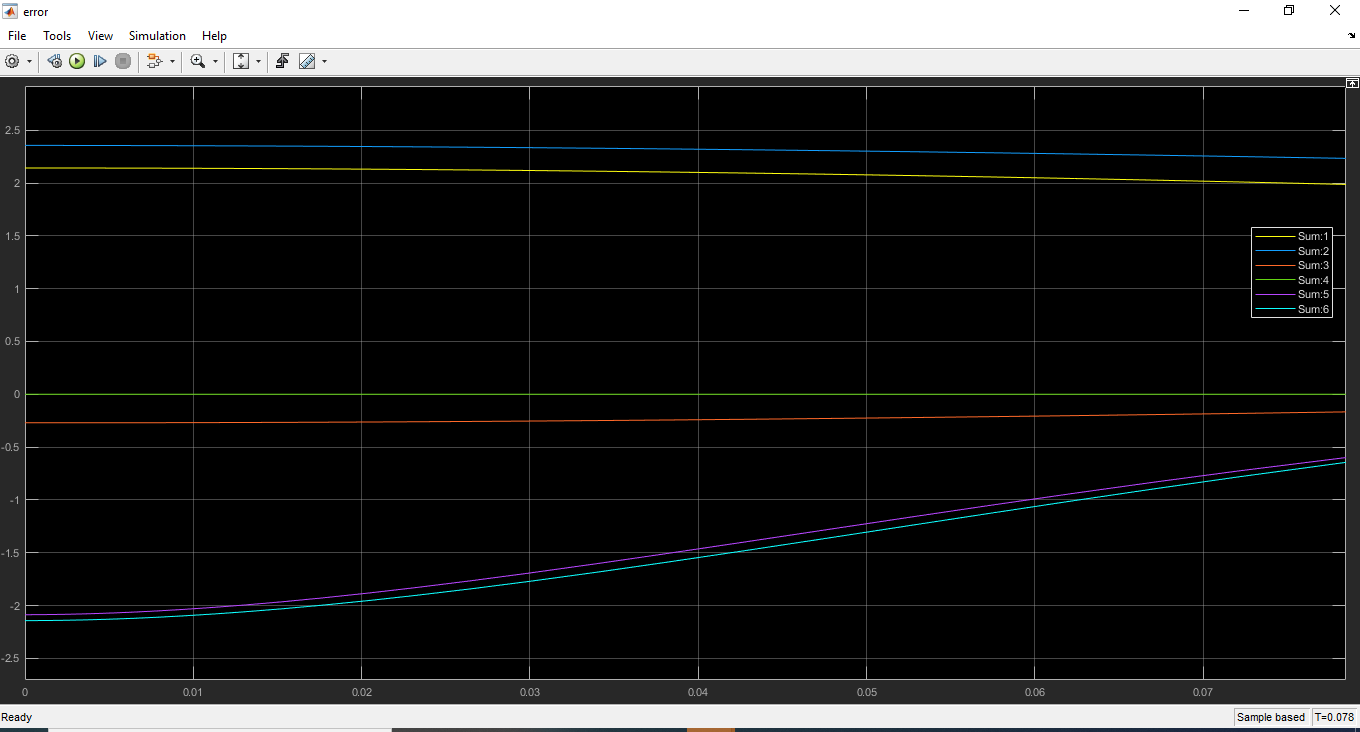 error
File Tools View Simulation Help
2.5
2
1.5
1
0.5
0
-0.5
-1
-1.5
-2
-2.5
Sum:1
Sum:2
Sum:3
Sum:4
Sum:5
Sum:6
0 0.01 0.02 0.03 0.04 0.05 0.06 0.07
Ready Sample based T=0.078